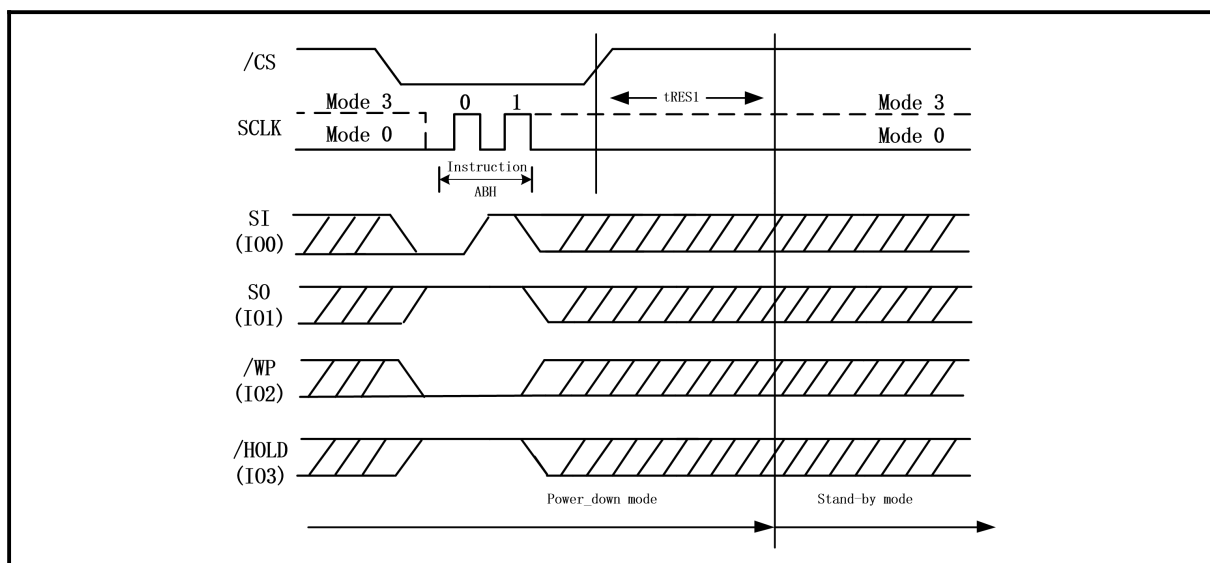 /CS
tRES1
Mode 3 0 1 Mode 3
SCLK
Mode 0 Mode 0
Instruction
ABH
SI
(IO0)
SO
(IO1)
/WP
(IO2)
/HOLD
(IO3)
Power_down mode Stand-by mode